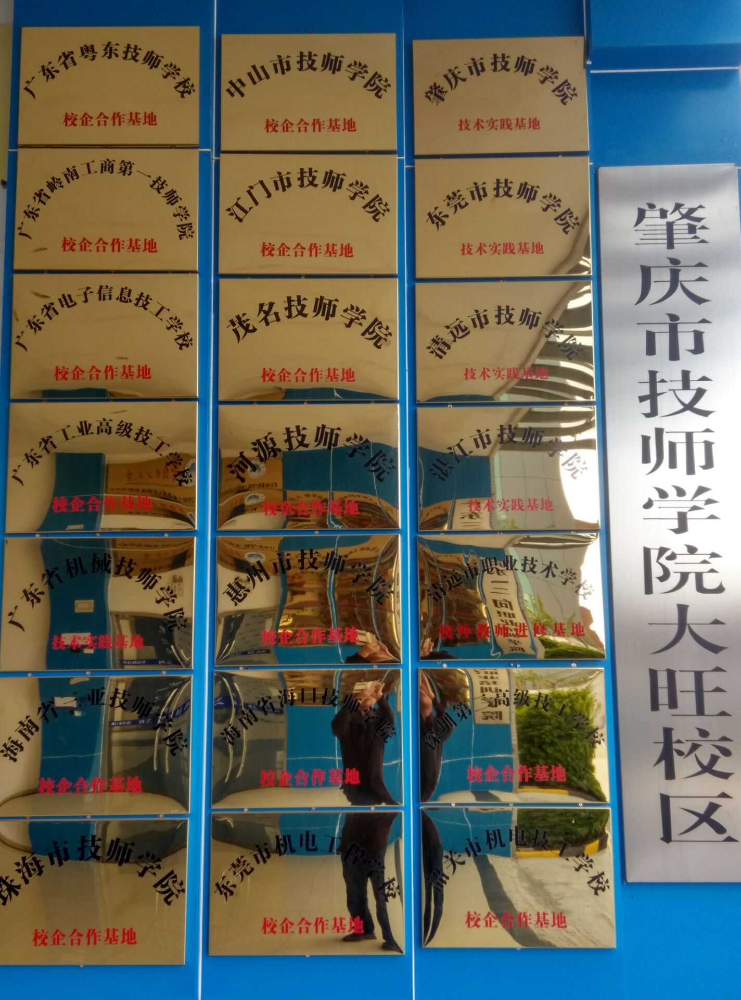 广东省粤东技师学校
校企合作基地
中山市技师学院
校企合作基地
肇庆市技师学院
技术实践基地
广东省岭南工商第一技师学院
校企合作基地
江门市技师学院
校企合作基地
东莞市技师学院
技术实践基地
广东省电子信息技工学校
校企合作基地
茂名技师学院
校企合作基地
清远市技师学院
技术实践基地
广东省工业高级技工学校
校企合作基地
河源技师学院
校企合作基地
湛江市技师学院
技术实践基地
广东省机械技师学院
技术实践基地
惠州市技师学院
校企合作基地
清远市职业技术学校
校外教师进修基地
海南省三亚技师学院
校企合作基地
海南省海口技师学院
校企合作基地
深圳第二高级技工学校
校企合作基地
珠海市技师学院
校企合作基地
东莞市机电工程学校
校企合作基地
韶关市机电技工学校
校企合作基地
肇庆市技师学院大旺校区